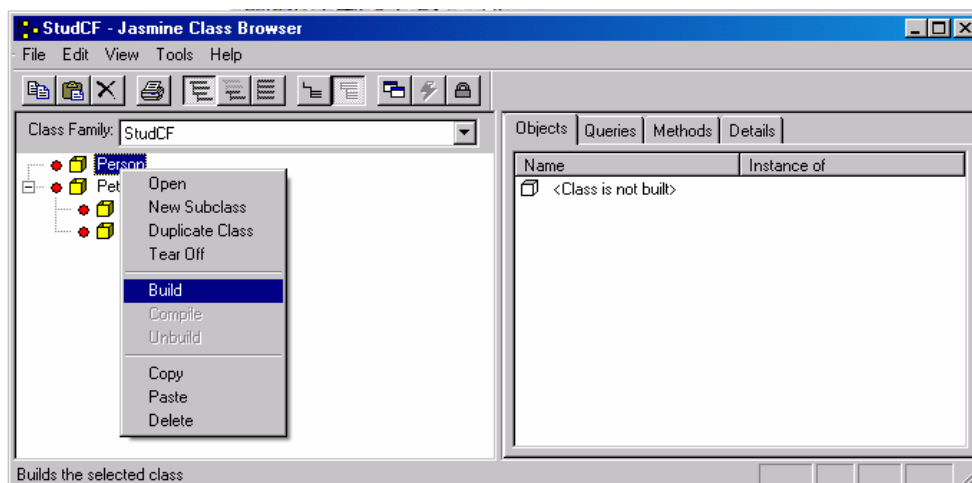 StudCF - Jasmine Class Browser
File Edit View Tools Help
Class Family: StudCF
Person
Pet
Open
New Subclass
Duplicate Class
Tear Off
Build
Compile
Unbuild
Copy
Paste
Delete
Objects Queries Methods Details
Name Instance of
<Class is not built>
Builds the selected class